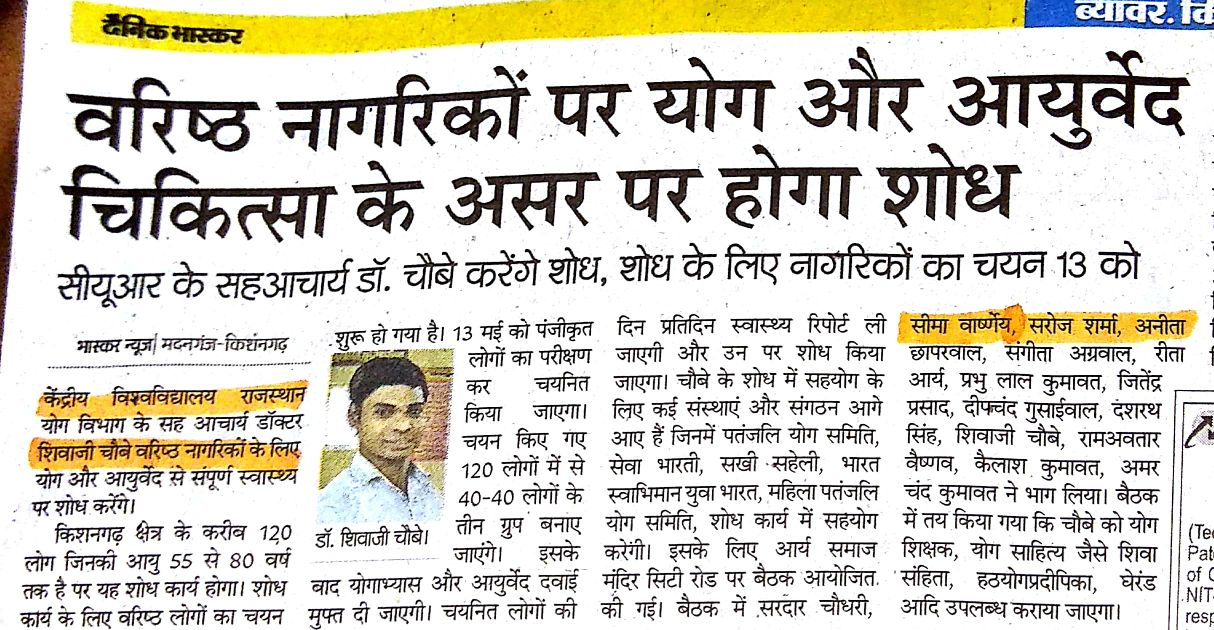 दैनिक भास्कर
ब्यावर. कि
वरिष्ठ नागरिकों पर योग और आयुर्वेद
चिकित्सा के असर पर होगा शोध
सीयूआर के सहआचार्य डॉ. चौबे करेंगे शोध, शोध के लिए नागरिकों का चयन 13 को
भास्कर न्यूज | मदनगंज-किशनगढ़
केंद्रीय विश्वविद्यालय राजस्थान
योग विभाग के सह आचार्य डॉक्टर
शिवाजी चौबे वरिष्ठ नागरिकों के लिए
योग और आयुर्वेद से संपूर्ण स्वास्थ्य
पर शोध करेंगे।
किशनगढ़ क्षेत्र के करीब 120
लोग जिनकी आयु 55 से 80 वर्ष
तक है पर यह शोध कार्य होगा। शोध
कार्य के लिए वरिष्ठ लोगों का चयन
शुरू हो गया है। 13 मई को पंजीकृत
लोगों का परीक्षण
कर चयनित
किया जाएगा।
चयन किए गए
120 लोगों में से
40-40 लोगों के
तीन ग्रुप बनाए
जाएंगे। इसके
डॉ. शिवाजी चौबे।
बाद योगाभ्यास और आयुर्वेद दवाई
मुफ्त दी जाएगी। चयनित लोगों की
दिन प्रतिदिन स्वास्थ्य रिपोर्ट ली
जाएगी और उन पर शोध किया
जाएगा। चौबे के शोध में सहयोग के
लिए कई संस्थाएं और संगठन आगे
आए हैं जिनमें पतंजलि योग समिति,
सेवा भारती, सखी सहेली, भारत
स्वाभिमान युवा भारत, महिला पतंजलि
योग समिति, शोध कार्य में सहयोग
करेंगी। इसके लिए आर्य समाज
मंदिर सिटी रोड पर बैठक आयोजित
की गई। बैठक में सरदार चौधरी,
सीमा वार्ष्णेय, सरोज शर्मा, अनीता
छापरवाल, संगीता अग्रवाल, रीता
आर्य, प्रभु लाल कुमावत, जितेंद्र
प्रसाद, दीपचंद गुसाईवाल, दशरथ
सिंह, शिवाजी चौबे, रामअवतार
वैष्णव, कैलाश कुमावत, अमर
चंद कुमावत ने भाग लिया। बैठक
में तय किया गया कि चौबे को योग
शिक्षक, योग साहित्य जैसे शिवा
संहिता, हठयोगप्रदीपिका, घेरंड
आदि उपलब्ध कराया जाएगा।
(Te
Pat
of C
NIT-
resp